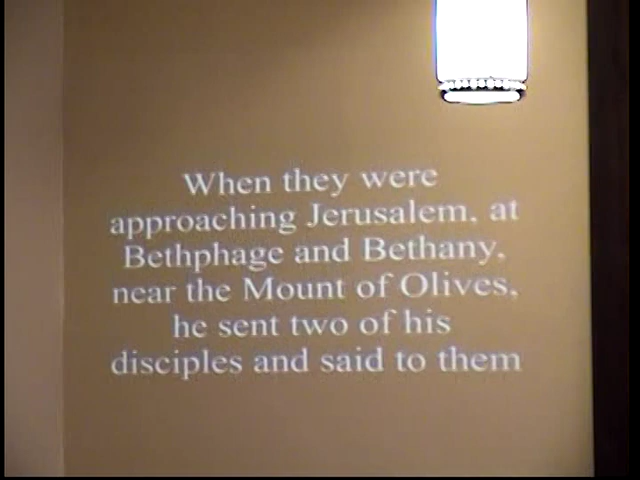 When they were
approaching Jerusalem, at
Bethphage and Bethany,
near the Mount of Olives,
he sent two of his
disciples and said to them